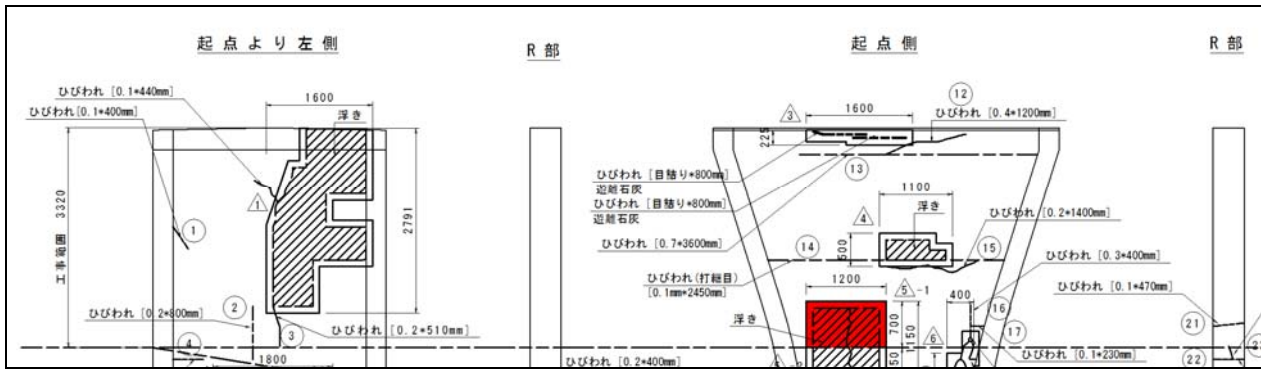 起点より左側
R部
起点側
R部
ひびわれ [0.1*440mm]
ひびわれ[0.1*400mm]
1600
浮き
3320
工事範囲
2791
1
1
2
ひびわれ [0.2*800mm]
3
ひびわれ [0.2*510mm]
4
1800
12
3
1600
ひびわれ [0.4*1200mm]
225
13
ひびわれ [目詰り*800mm]
遊離石灰
ひびわれ [目詰り*800mm]
遊離石灰
ひびわれ [0.7*3600mm]
1100
4
浮き
ひびわれ [0.2*1400mm]
500
14
15
ひびわれ [0.3*400mm]
ひびわれ(打継目)
[0.1mm*2450mm]
1200
5-1
400
ひびわれ [0.1*470mm]
浮き
700
1150
16
17
6
21
ひびわれ [0.1*230mm]
22
ひびわれ [0.2*400mm]
50